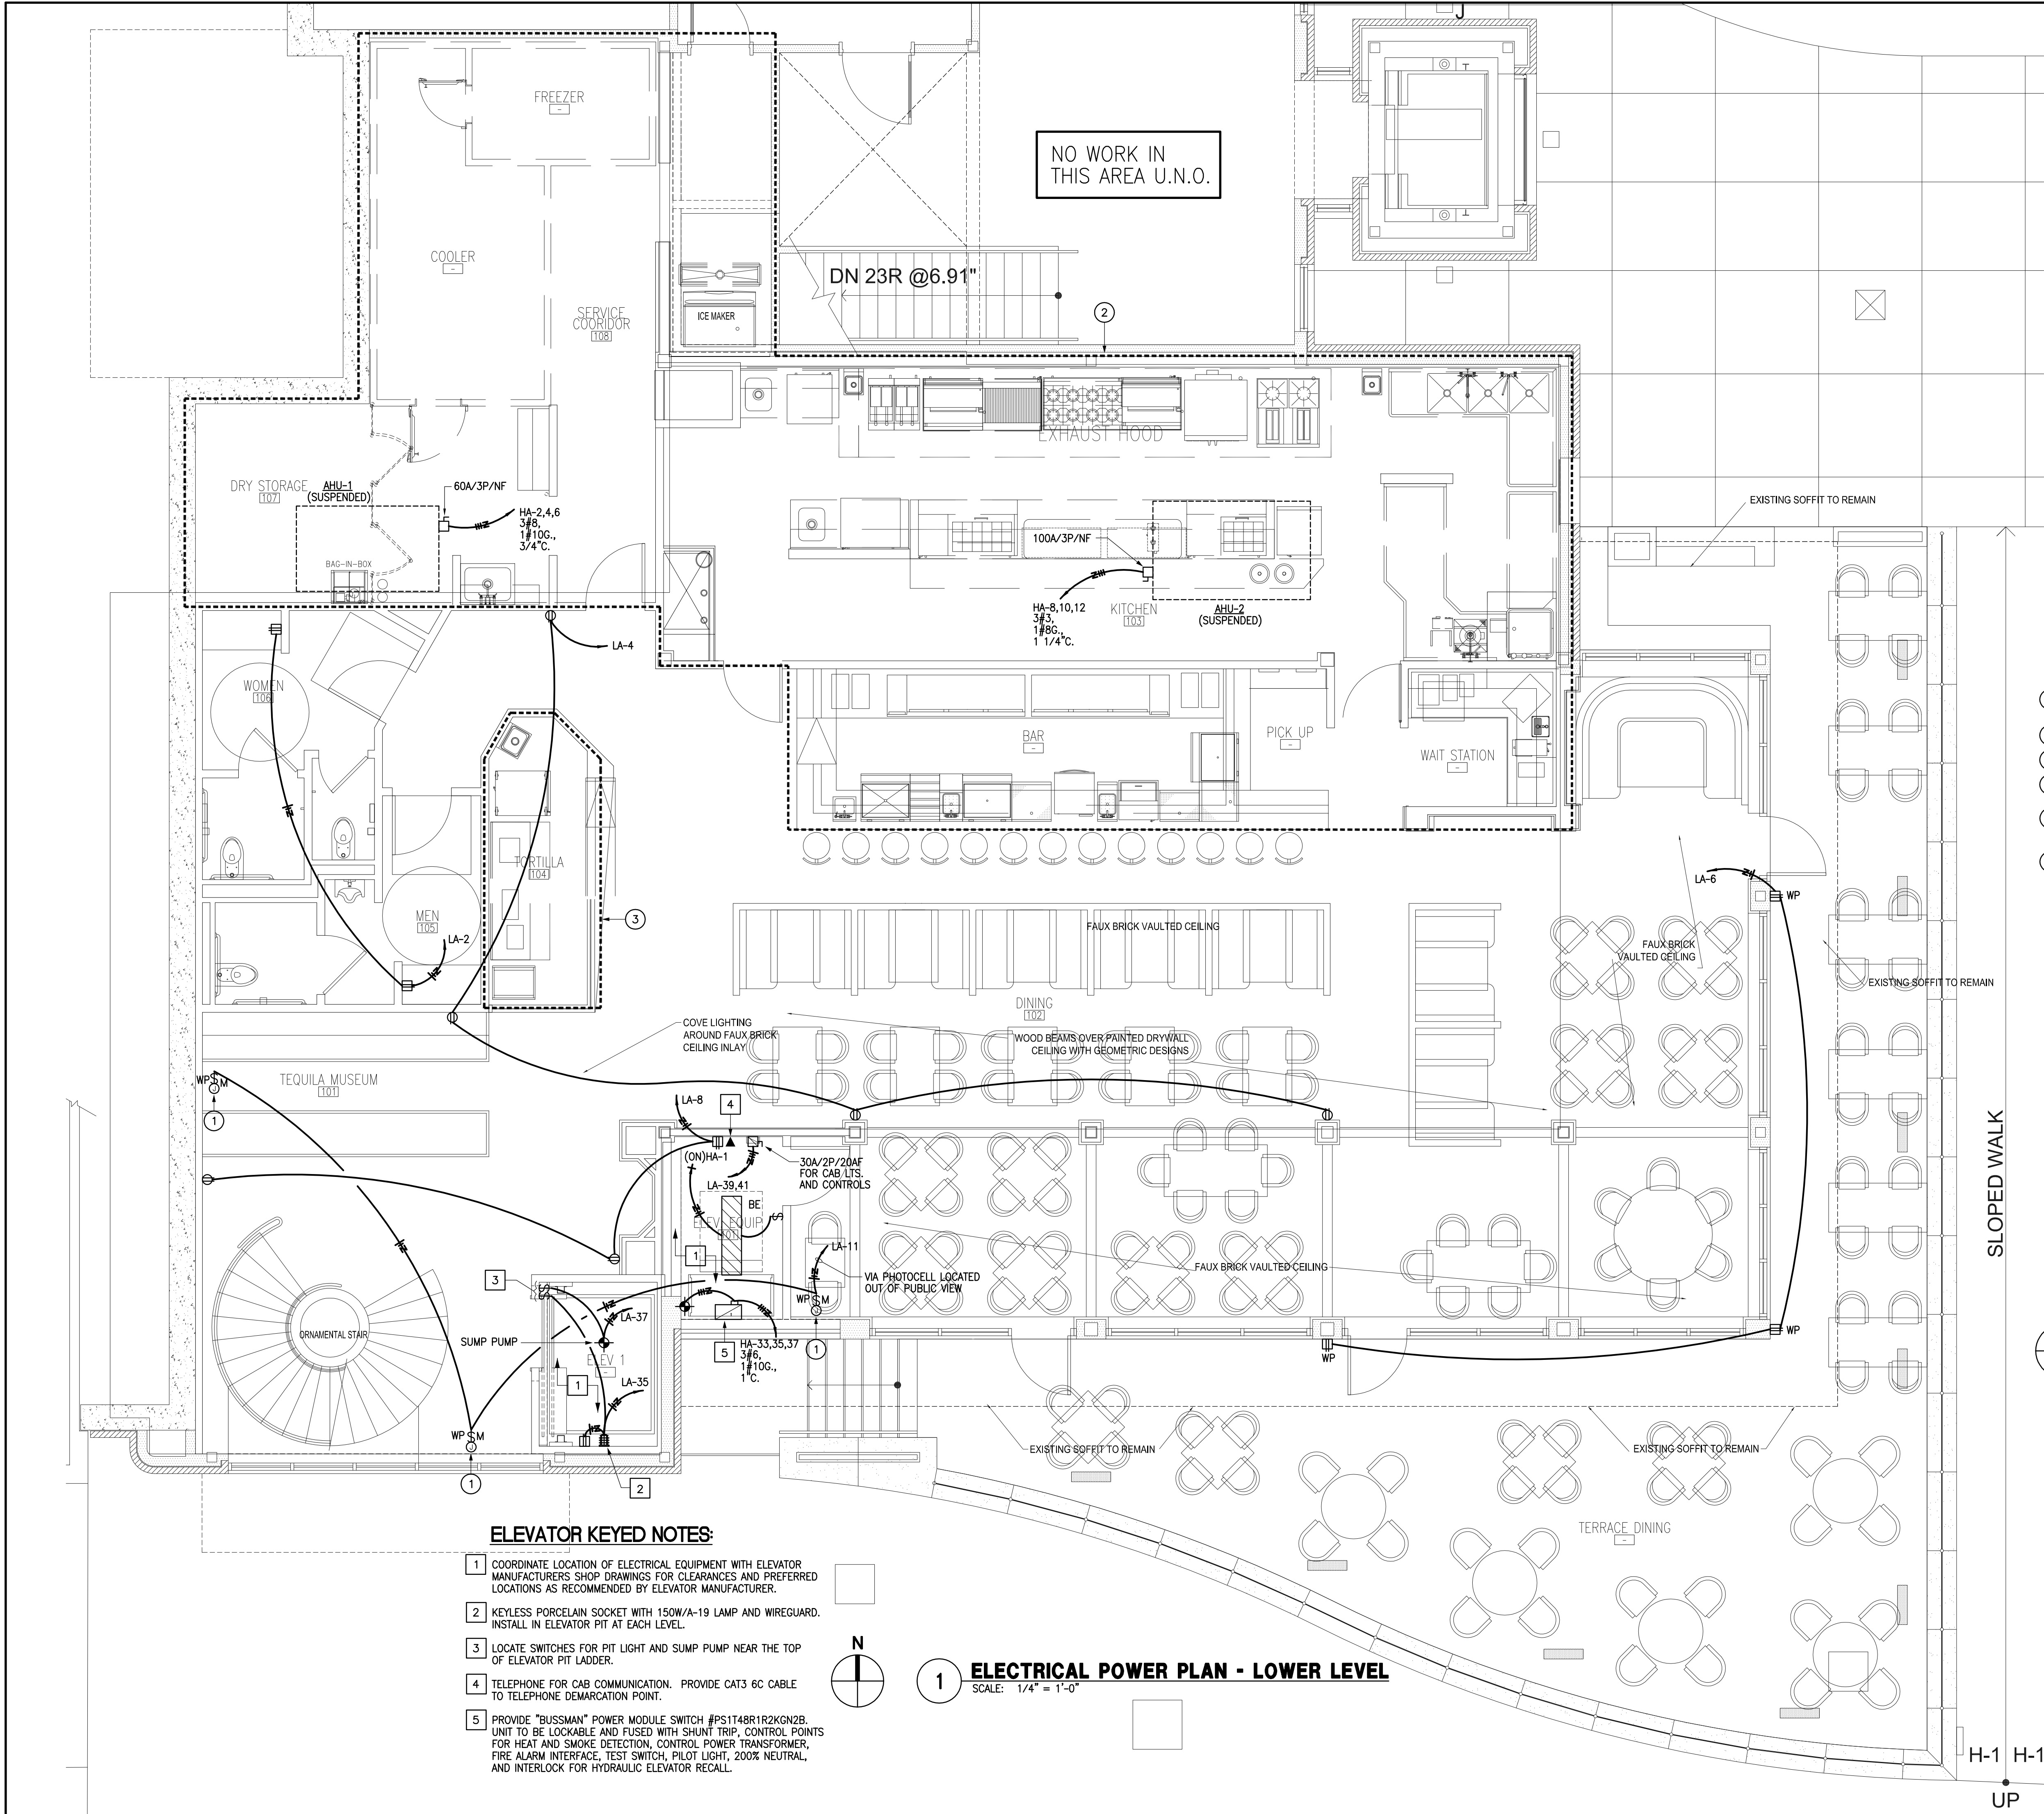 J
FREEZER
-
NO WORK IN
THIS AREA U.N.O.
COOLER
-
DN 23R @6.91"
SERVICE
COORIDOR
108
ICE MAKER
2
EXHAUST HOOD
DRY STORAGE
107
AHU-1
(SUSPENDED)
60A/3P/NF
HA-2,4,6
3#8,
1#10G.,
3/4"C.
BAG-IN-BOX
100A/3P/NF
HA-8,10,12
3#3,
1#8G.,
1 1/4"C.
KITCHEN
103
AHU-2
(SUSPENDED)
EXISTING SOFFIT TO REMAIN
LA-4
WOMEN
106
BAR
-
PICK UP
-
WAIT STATION
-
TORTILLA
104
MEN
105
3
LA-2
LA-6
WP
FAUX BRICK VAULTED CEILING
FAUX BRICK
VAULTED CEILING
EXISTING SOFFIT TO REMAIN
DINING
102
COVE LIGHTING
AROUND FAUX BRICK
CEILING INLAY
WOOD BEAMS OVER PAINTED DRYWALL
CEILING WITH GEOMETRIC DESIGNS
TEQUILA MUSEUM
101
WP$M
J
1
LA-8
4
(ON)HA-1
30A/2P/20AF
FOR CAB LTS.
AND CONTROLS
LA-39,41
BE
S
ELEV. EQUIP.
101
1
LA-11
VIA PHOTOCELL LOCATED
OUT OF PUBLIC VIEW
FAUX BRICK VAULTED CEILING
WP$M
J
1
3
LA-37
SUMP PUMP
ORNAMENTAL STAIR
ELEV 1
-
5
HA-33,35,37
3#6,
1#10G.,
1"C.
WP
WP
1
LA-35
WP$M
J
1
2
EXISTING SOFFIT TO REMAIN
EXISTING SOFFIT TO REMAIN
SLOPED WALK
TERRACE DINING
-
ELEVATOR KEYED NOTES:
1 COORDINATE LOCATION OF ELECTRICAL EQUIPMENT WITH ELEVATOR
MANUFACTURERS SHOP DRAWINGS FOR CLEARANCES AND PREFERRED
LOCATIONS AS RECOMMENDED BY ELEVATOR MANUFACTURER.
2 KEYLESS PORCELAIN SOCKET WITH 150W/A-19 LAMP AND WIREGUARD.
INSTALL IN ELEVATOR PIT AT EACH LEVEL.
3 LOCATE SWITCHES FOR PIT LIGHT AND SUMP PUMP NEAR THE TOP
OF ELEVATOR PIT LADDER.
4 TELEPHONE FOR CAB COMMUNICATION. PROVIDE CAT3 6C CABLE
TO TELEPHONE DEMARCATION POINT.
5 PROVIDE "BUSSMAN" POWER MODULE SWITCH #PS1T48R1R2KGN2B.
UNIT TO BE LOCKABLE AND FUSED WITH SHUNT TRIP, CONTROL POINTS
FOR HEAT AND SMOKE DETECTION, CONTROL POWER TRANSFORMER,
FIRE ALARM INTERFACE, TEST SWITCH, PILOT LIGHT, 200% NEUTRAL,
AND INTERLOCK FOR HYDRAULIC ELEVATOR RECALL.
N
1 ELECTRICAL POWER PLAN - LOWER LEVEL
SCALE: 1/4" = 1'-0"
H-1 H-1
UP